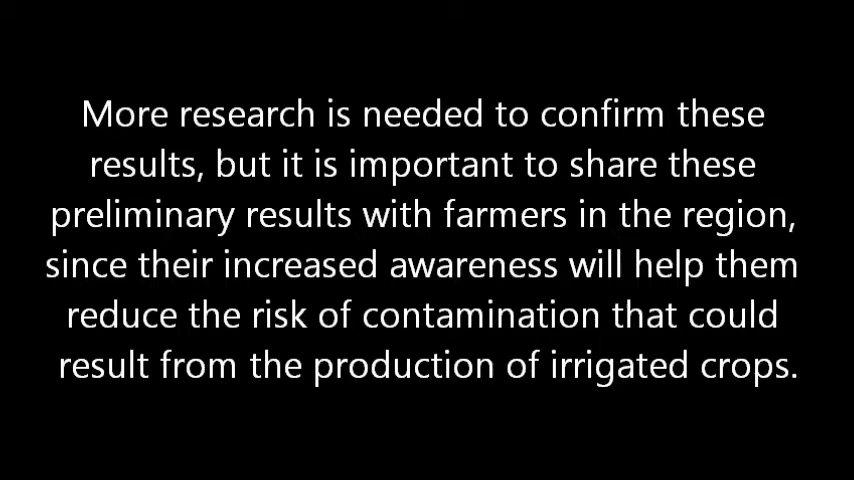 More research is needed to confirm these
results, but it is important to share these
preliminary results with farmers in the region,
since their increased awareness will help them
reduce the risk of contamination that could
result from the production of irrigated crops.